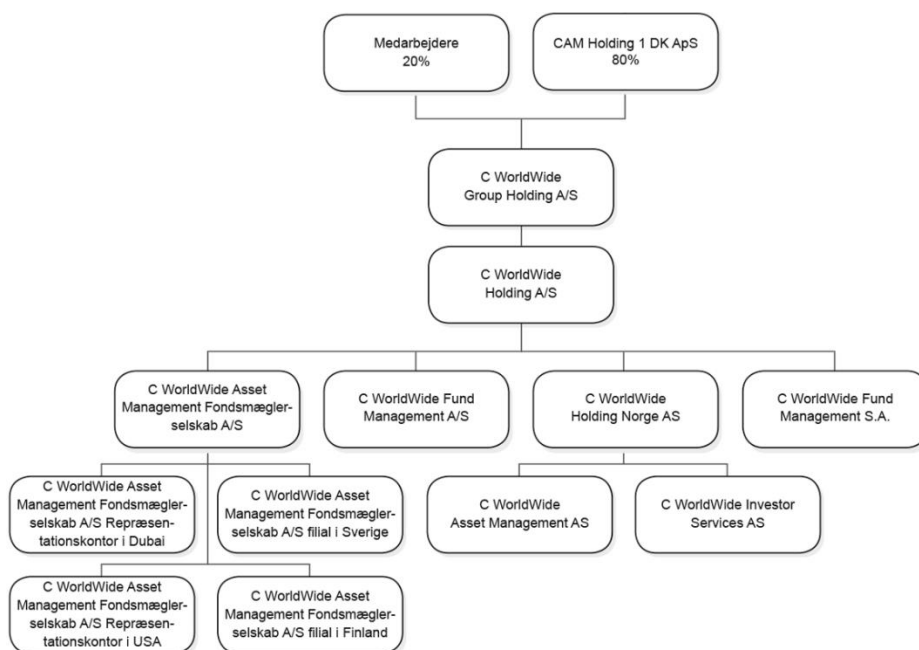 Medarbejdere
20%
CAM Holding 1 DK ApS
80%
C WorldWide
Group Holding A/S
C WorldWide
Holding A/S
C WorldWide Asset
Management Fondsmægler-
selskab A/S
C WorldWide Fund
Management A/S
C WorldWide
Holding Norge AS
C WorldWide Fund
Management S.A.
C WorldWide Asset
Management Fondsmægler-
selskab A/S Repræsen-
tationskontor i Dubai
C WorldWide Asset
Management Fondsmægler-
selskab A/S filial i Sverige
C WorldWide
Asset Management AS
C WorldWide Investor
Services AS
C WorldWide Asset
Management Fondsmægler-
selskab A/S Repræsen-
tationskontor i USA
C WorldWide Asset
Management Fondsmægler-
selskab A/S filial i Finland